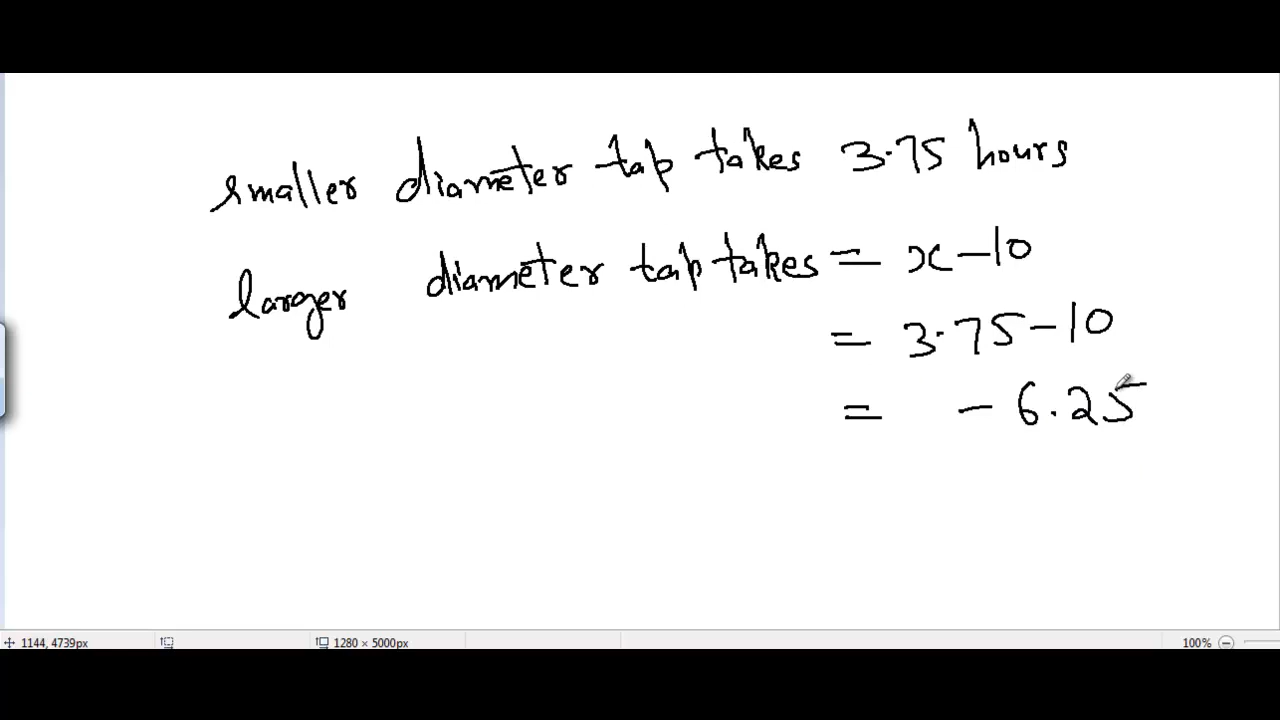 smaller diameter tap takes 3.75 hours
larger diameter tap takes = x - 10
= 3.75 - 10
= - 6.25
1144, 4739px 1280 × 5000px 100%